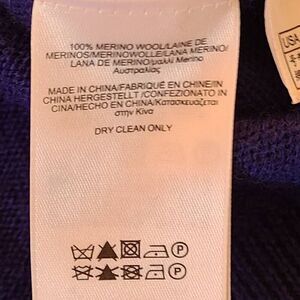 100% MERINO WOOL/LAINE DE
MERINOS/MERINOWOLLE/LANA MERINO/
LANA DE MERINO/μαλλί Merino
Αυστραλίας
MADE IN CHINA/FABRIQUÉ EN CHINE/IN
CHINA HERGESTELLT /CONFEZIONATO IN
CINA/HECHO EN CHINA/Κατασκευάζεται
στην Κίνα
DRY CLEAN ONLY
P
P
USA